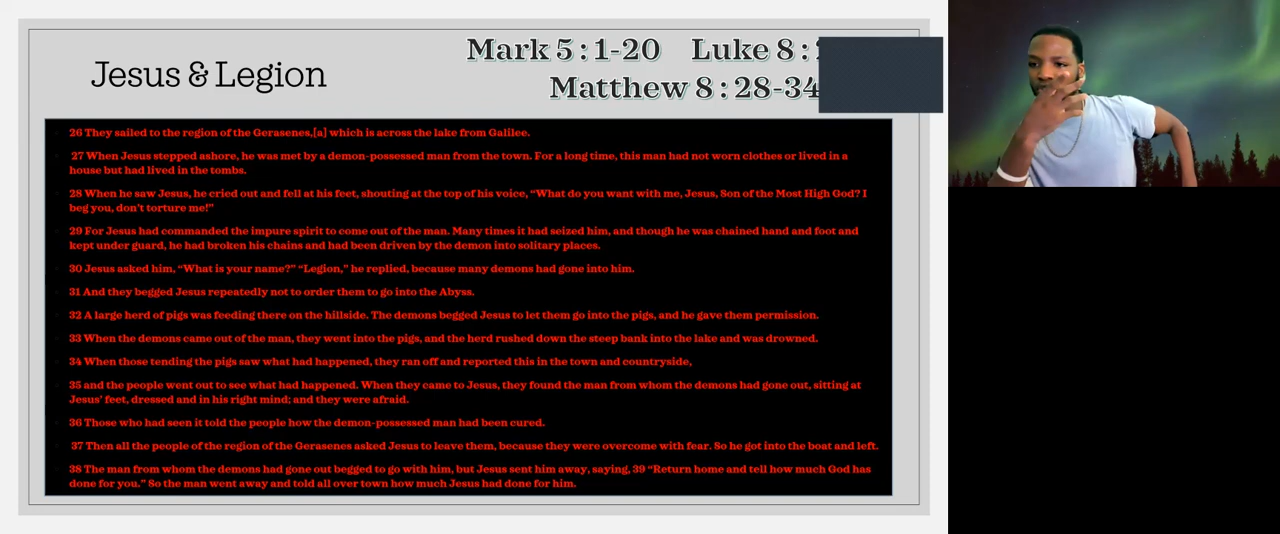 Jesus & Legion
Mark 5 : 1-20 Luke 8 :
Matthew 8 : 28-34
26 They sailed to the region of the Gerasenes,[a] which is across the lake from Galilee.
27 When Jesus stepped ashore, he was met by a demon-possessed man from the town. For a long time, this man had not worn clothes or lived in a
house but had lived in the tombs.
28 When he saw Jesus, he cried out and fell at his feet, shouting at the top of his voice, “What do you want with me, Jesus, Son of the Most High God? I
beg you, don’t torture me!”
29 For Jesus had commanded the impure spirit to come out of the man. Many times it had seized him, and though he was chained hand and foot and
kept under guard, he had broken his chains and had been driven by the demon into solitary places.
30 Jesus asked him, “What is your name?” “Legion,” he replied, because many demons had gone into him.
31 And they begged Jesus repeatedly not to order them to go into the Abyss.
32 A large herd of pigs was feeding there on the hillside. The demons begged Jesus to let them go into the pigs, and he gave them permission.
33 When the demons came out of the man, they went into the pigs, and the herd rushed down the steep bank into the lake and was drowned.
34 When those tending the pigs saw what had happened, they ran off and reported this in the town and countryside,
35 and the people went out to see what had happened. When they came to Jesus, they found the man from whom the demons had gone out, sitting at
Jesus’ feet, dressed and in his right mind; and they were afraid.
36 Those who had seen it told the people how the demon-possessed man had been cured.
37 Then all the people of the region of the Gerasenes asked Jesus to leave them, because they were overcome with fear. So he got into the boat and left.
38 The man from whom the demons had gone out begged to go with him, but Jesus sent him away, saying, 39 “Return home and tell how much God has
done for you.” So the man went away and told all over town how much Jesus had done for him.